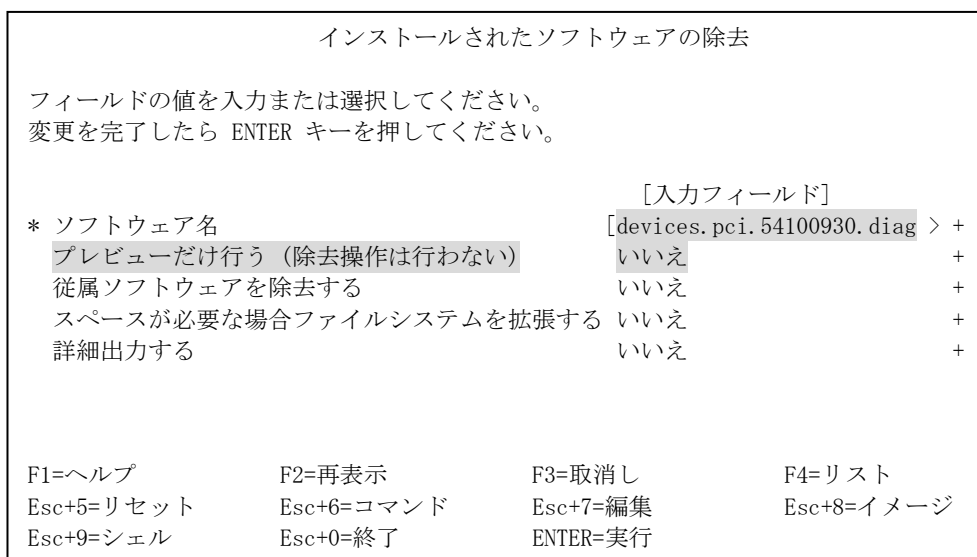 インストールされたソフトウェアの除去
フィールドの値を入力または選択してください。
変更を完了したら ENTER キーを押してください。
[入力フィールド]
* ソフトウェア名 [devices.pci.54100930.diag > +
プレビューだけ行う (除去操作は行わない) いいえ +
従属ソフトウェアを除去する いいえ +
スペースが必要な場合ファイルシステムを拡張する いいえ +
詳細出力する いいえ +
F1=ヘルプ F2=再表示 F3=取消し F4=リスト
Esc+5=リセット Esc+6=コマンド Esc+7=編集 Esc+8=イメージ
Esc+9=シェル Esc+0=終了 ENTER=実行